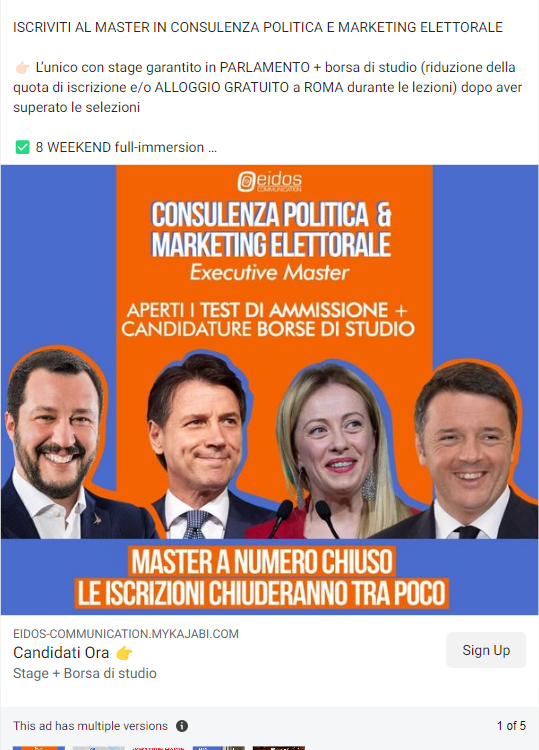 ISCRIVITI AL MASTER IN CONSULENZA POLITICA E MARKETING ELETTORALE
👉🏻 L'unico con stage garantito in PARLAMENTO + borsa di studio (riduzione della
quota di iscrizione e/o ALLOGGIO GRATUITO a ROMA durante le lezioni) dopo aver
superato le selezioni
✅ 8 WEEKEND full-immersion ...
eidos
COMMUNICATION
CONSULENZA POLITICA &
MARKETING ELETTORALE
Executive Master
APERTI I TEST DI AMMISSIONE +
CANDIDATURE BORSE DI STUDIO
MASTER A NUMERO CHIUSO
LE ISCRIZIONI CHIUDERANNO TRA POCO
EIDOS-COMMUNICATION.MYKAJABI.COM
Candidati Ora 👉
Stage + Borsa di studio
Sign Up
This ad has multiple versions
1 of 5